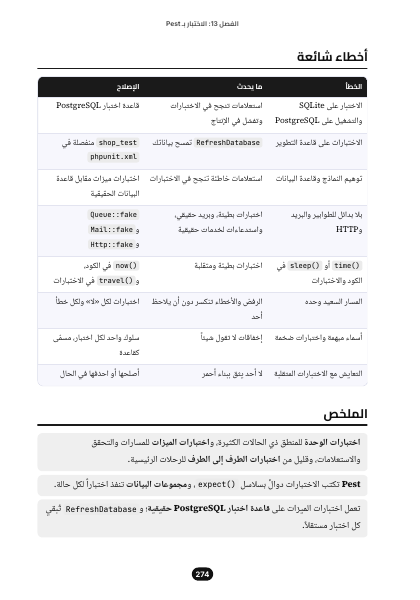 الفصل 13: الاختبار بـ Pest
أخطاء شائعة
الخطأ ما يحدث الإصلاح
الاختبار على SQLite استعلامات تنجح في الاختبارات قاعدة اختبار PostgreSQL
والتشغيل على PostgreSQL وتفشل في الإنتاج
الاختبارات على قاعدة التطوير RefreshDatabase تمسح بياناتك shop_test منفصلة في
phpunit.xml
توهيم النماذج وقاعدة البيانات استعلامات خاطئة تنجح في الاختبارات اختبارات ميزات مقابل قاعدة
البيانات الحقيقية
بلا بدائل للطوابير والبريد اختبارات بطيئة، وبريد حقيقي، Queue::fake
وHTTP واستدعاءات لخدمات حقيقية و Mail::fake
و Http::fake
time() أو sleep() في اختبارات بطيئة ومتقلبة now() في الكود،
الكود والاختبارات و travel() في الاختبارات
المسار السعيد وحده الرفض والأخطاء تنكسر دون أن يلاحظ اختبارات لكل «لا» ولكل خطأ
أحد
أسماء مبهمة واختبارات ضخمة إخفاقات لا تقول شيئاً سلوك واحد لكل اختبار، مسمّى
كقاعدة
التعايش مع الاختبارات المتقلبة لا أحد يثق ببناء أحمر أصلحها أو احذفها في الحال
الملخص
اختبارات الوحدة للمنطق ذي الحالات الكثيرة، واختبارات الميزات للمسارات والتحقق
والاستعلامات، وقليل من اختبارات الطرف إلى الطرف للرحلات الرئيسية.
Pest تكتب الاختبارات دوالَّ بسلاسل expect() ، ومجموعات البيانات تنفذ اختباراً لكل حالة.
تعمل اختبارات الميزات على قاعدة اختبار PostgreSQL حقيقية؛ و RefreshDatabase تُبقي
كل اختبار مستقلاً.
274